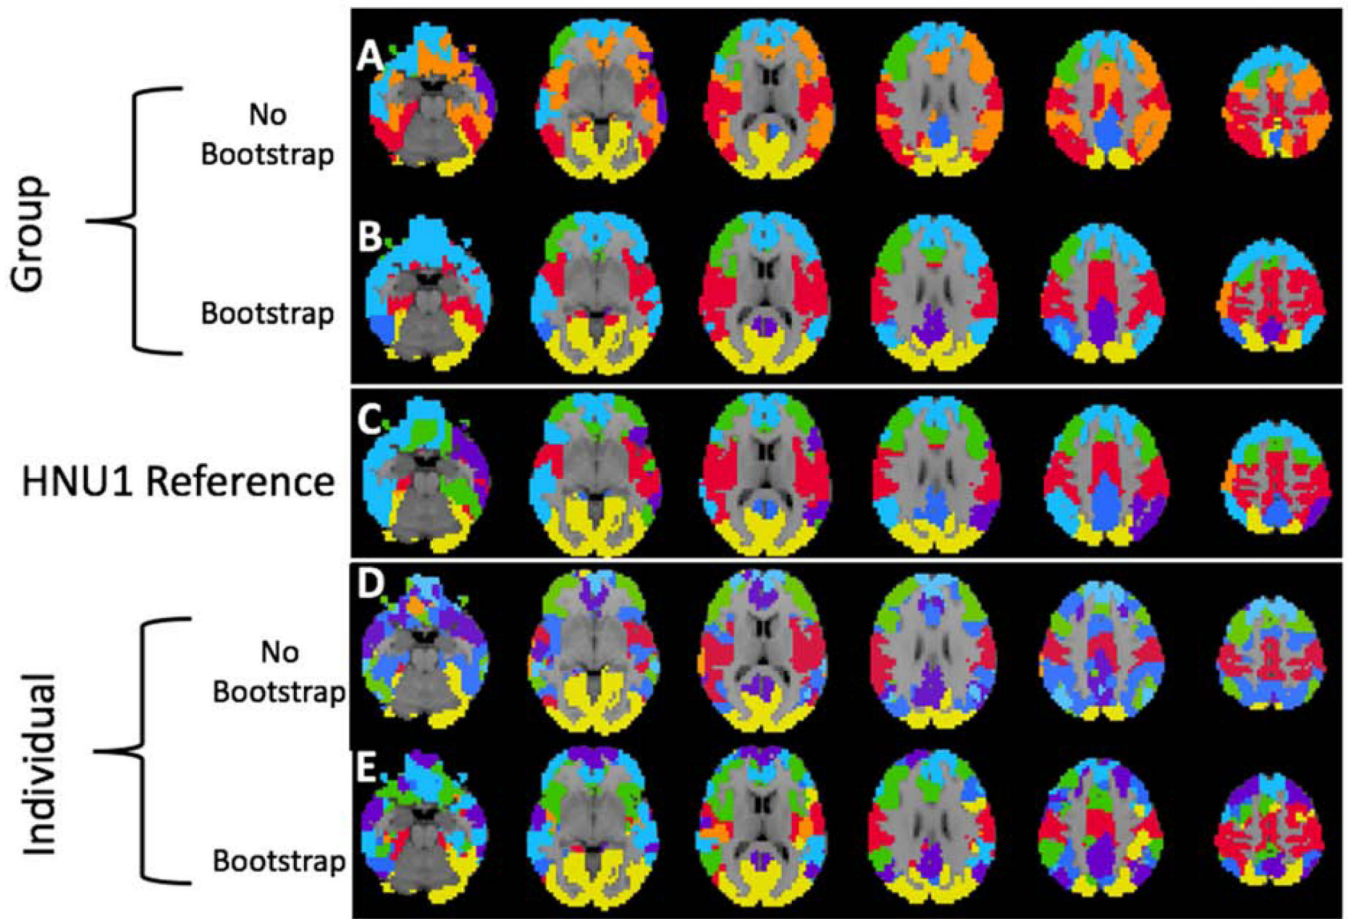 Group
No
Bootstrap
Bootstrap
A
B
HNU1 Reference
C
Individual
No
Bootstrap
Bootstrap
D
E